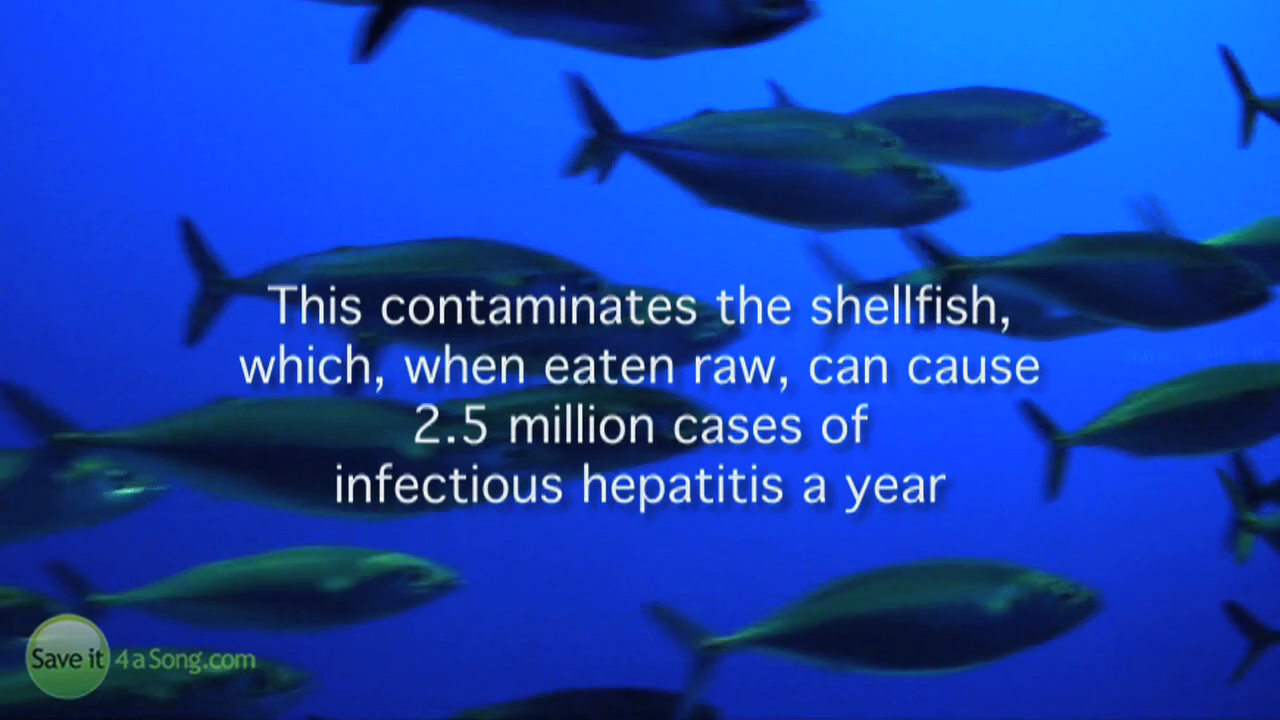 This contaminates the shellfish,
which, when eaten raw, can cause
2.5 million cases of
infectious hepatitis a year
Save it 4 a Song.com